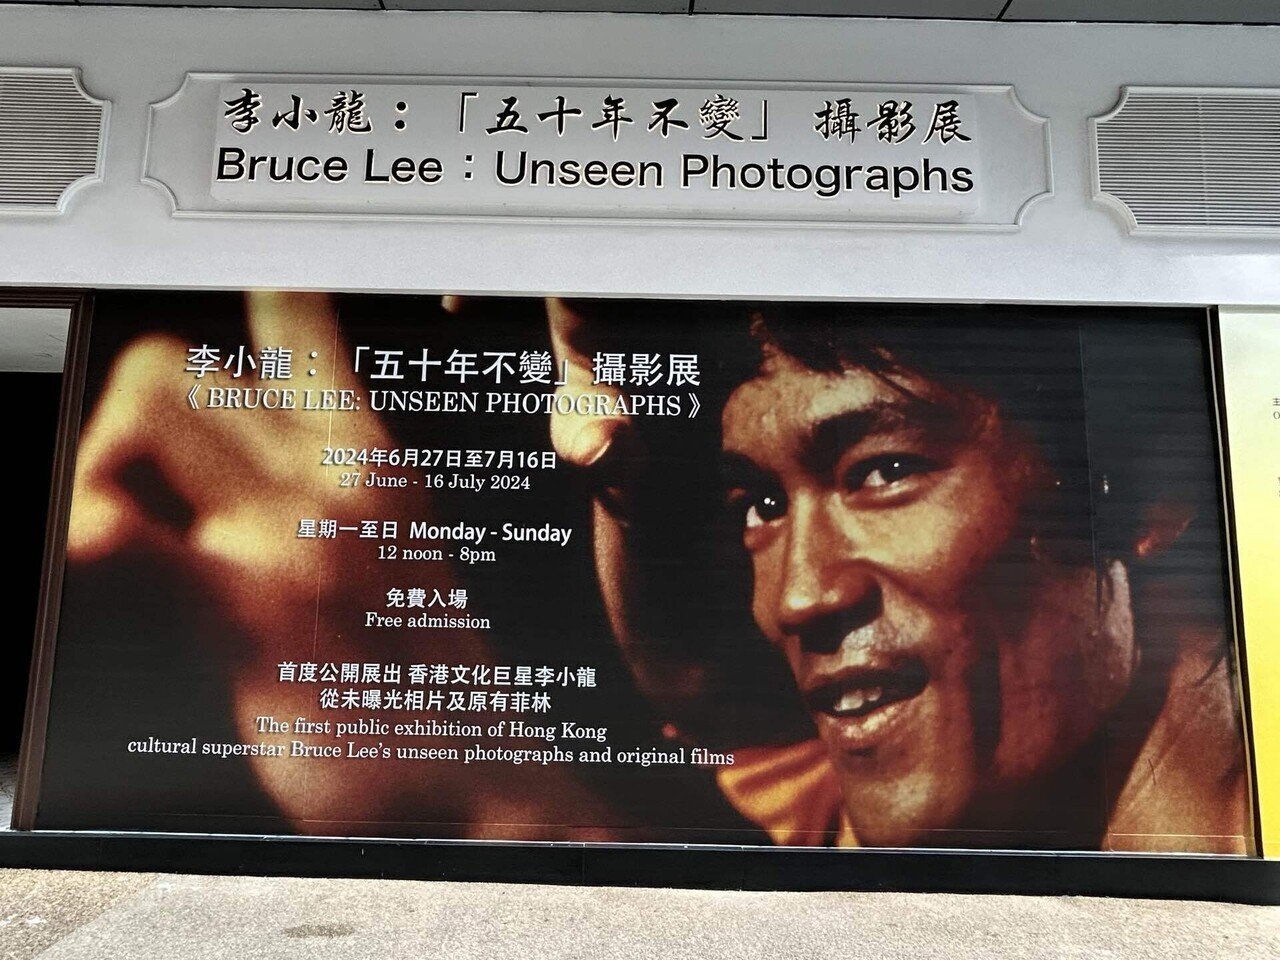 李小龍：「五十年不變」攝影展
Bruce Lee：Unseen Photographs
李小龍：「五十年不變」攝影展
《 BRUCE LEE: UNSEEN PHOTOGRAPHS 》
2024年6月27日至7月16日
27 June - 16 July 2024
星期一至日 Monday - Sunday
12 noon - 8pm
免費入場
Free admission
首度公開展出 香港文化巨星李小龍
從未曝光相片及原有菲林
The first public exhibition of Hong Kong
cultural superstar Bruce Lee's unseen photographs and original films